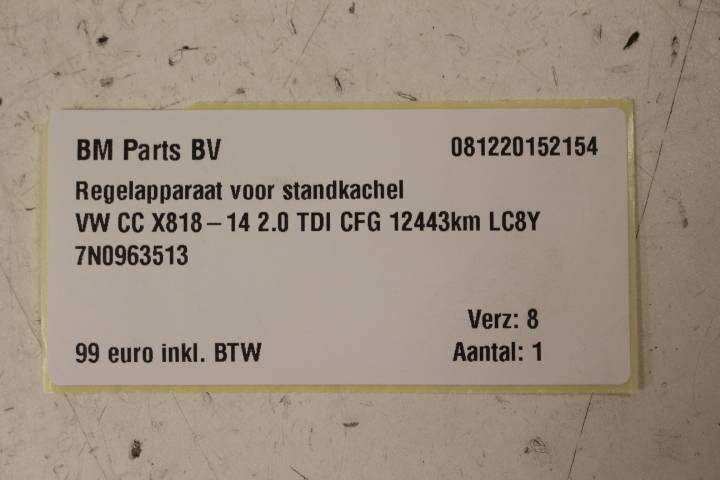 BM Parts BV 081220152154
Regelapparaat voor standkachel
VW CC X818-14 2.0 TDI CFG 12443km LC8Y
7N0963513
Verz: 8
99 euro inkl. BTW Aantal: 1